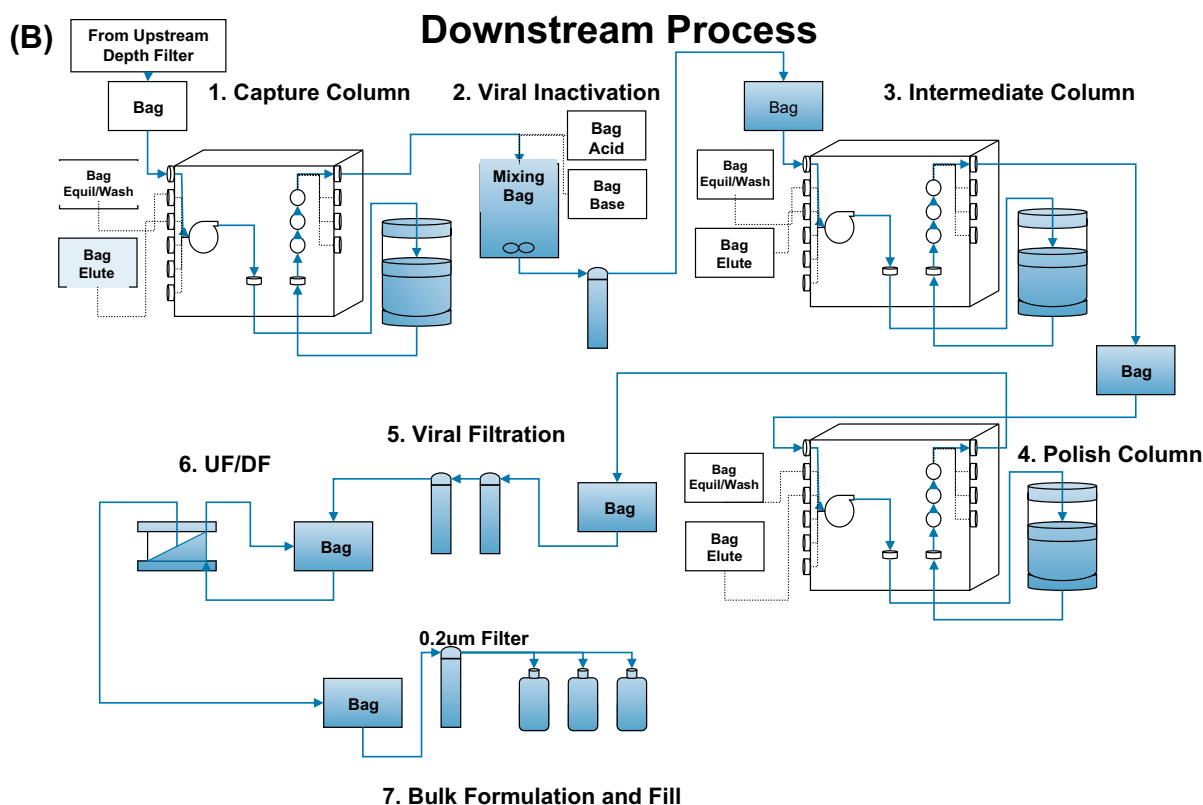 (B)
Downstream Process
From Upstream
Depth Filter
Bag
1. Capture Column
Bag
Equil/Wash
Bag
Elute
2. Viral Inactivation
Mixing
Bag
Bag
Acid
Bag
Base
Bag
3. Intermediate Column
Bag
Equil/Wash
Bag
Elute
Bag
4. Polish Column
Bag
Equil/Wash
Bag
Elute
Bag
5. Viral Filtration
6. UF/DF
Bag
Bag
0.2um Filter
7. Bulk Formulation and Fill